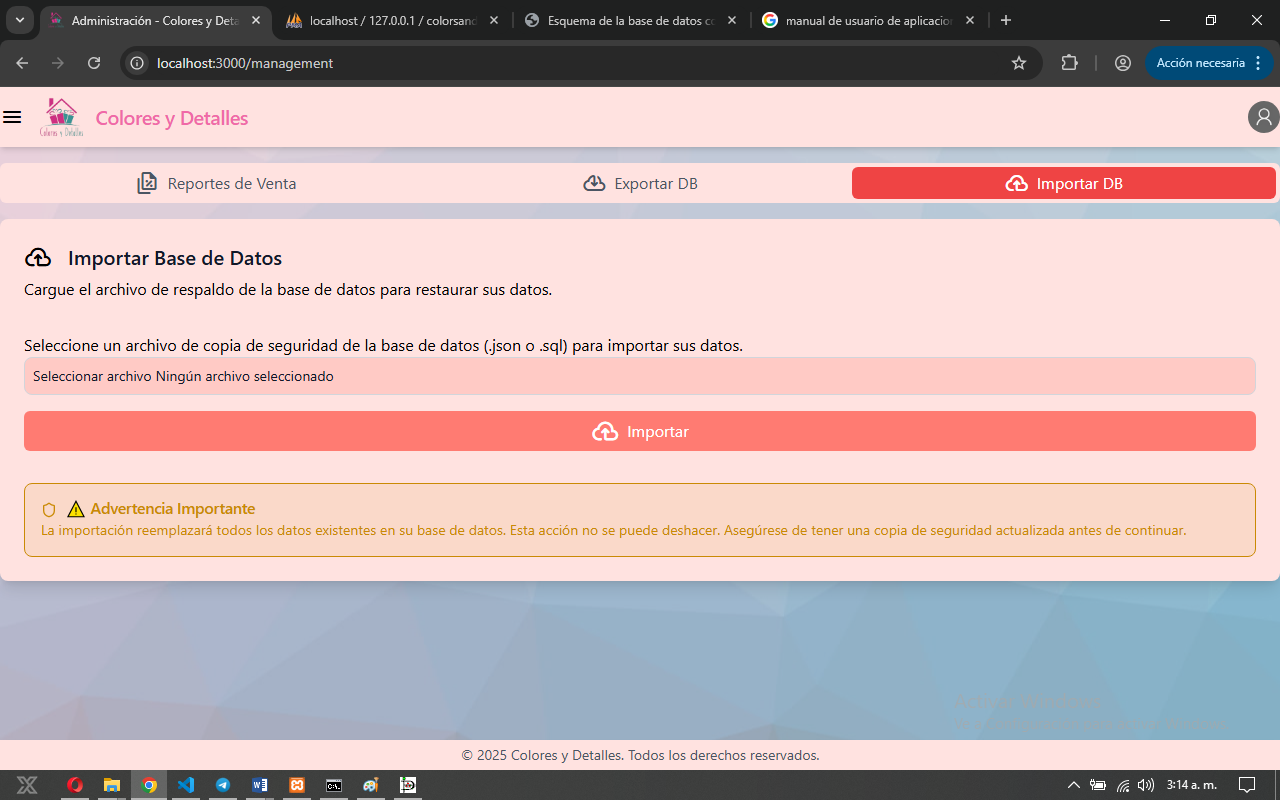 Administración - Colores y Deta
localhost / 127.0.0.1 / colorsand
Esquema de la base de datos co
manual de usuario de aplicacion
localhost:3000/management
Acción necesaria
Colores y Detalles
Colores y Detalles
Reportes de Venta
Exportar DB
Importar DB
Importar Base de Datos
Cargue el archivo de respaldo de la base de datos para restaurar sus datos.
Seleccione un archivo de copia de seguridad de la base de datos (.json o .sql) para importar sus datos.
Seleccionar archivo Ningún archivo seleccionado
Importar
⚠ Advertencia Importante
La importación reemplazará todos los datos existentes en su base de datos. Esta acción no se puede deshacer. Asegúrese de tener una copia de seguridad actualizada antes de continuar.
© 2025 Colores y Detalles. Todos los derechos reservados.
3:14 a. m.